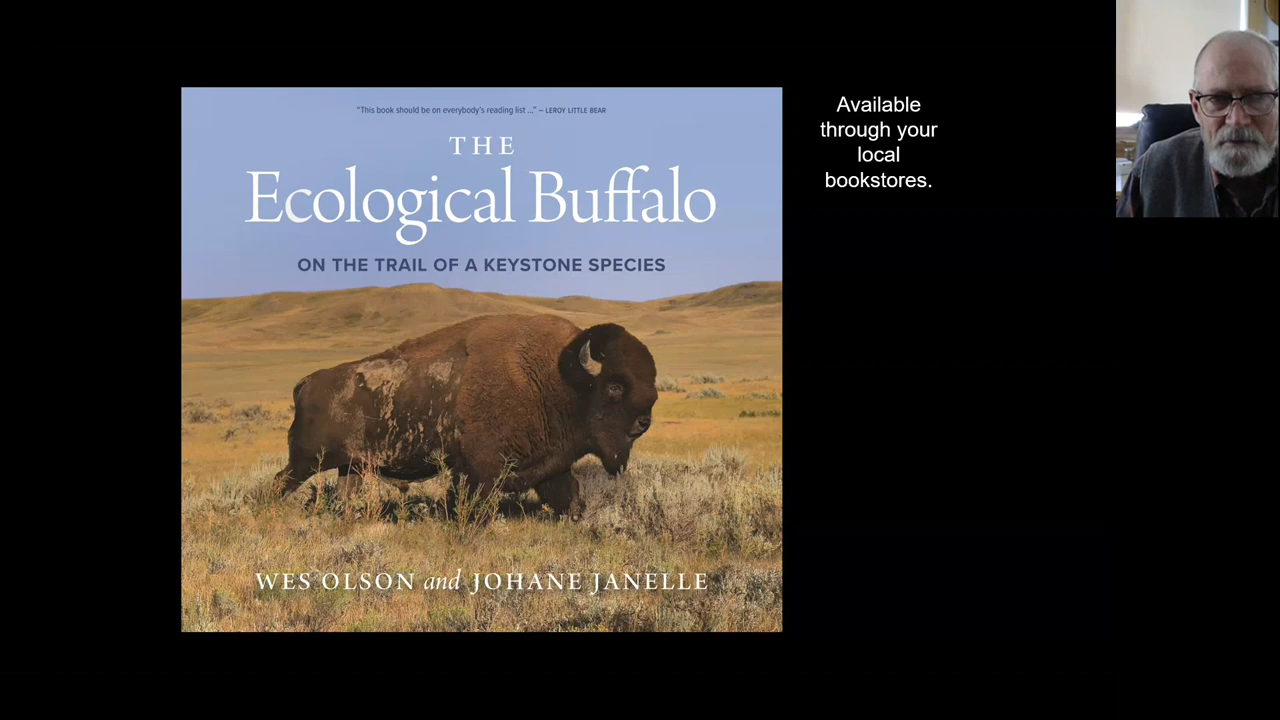 "This book should be on everybody's reading list ..." – LEROY LITTLE BEAR
THE
Ecological Buffalo
ON THE TRAIL OF A KEYSTONE SPECIES
WES OLSON and JOHANE JANELLE
Available
through your
local
bookstores.